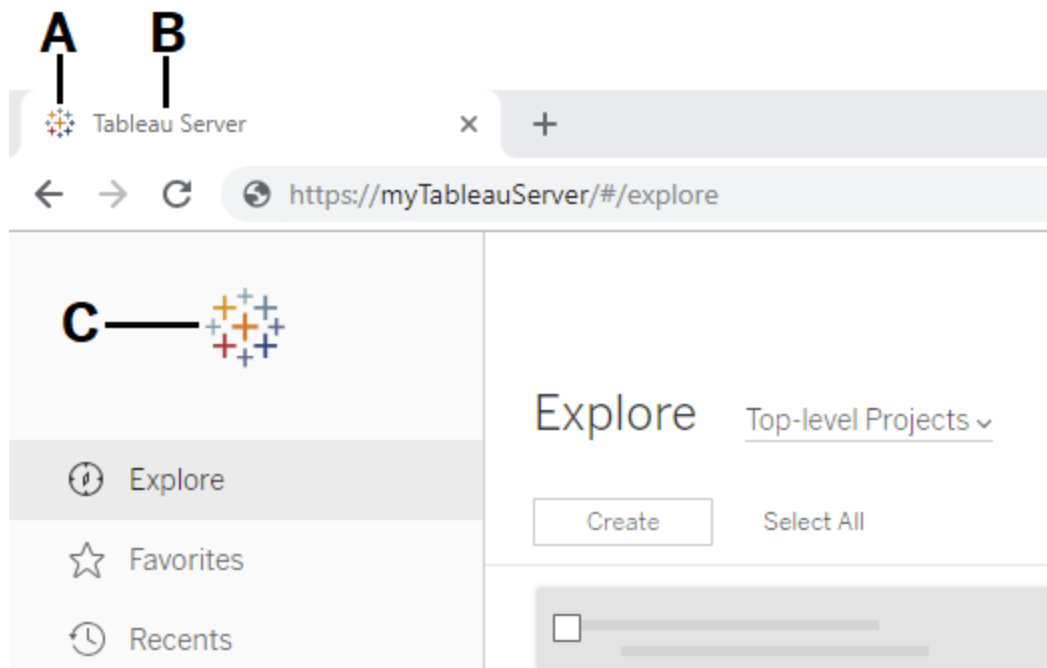 A B
Tableau Server
https://myTableauServer/#/explore
C
Explore Top-level Projects
Create Select All
Explore
Favorites
Recents